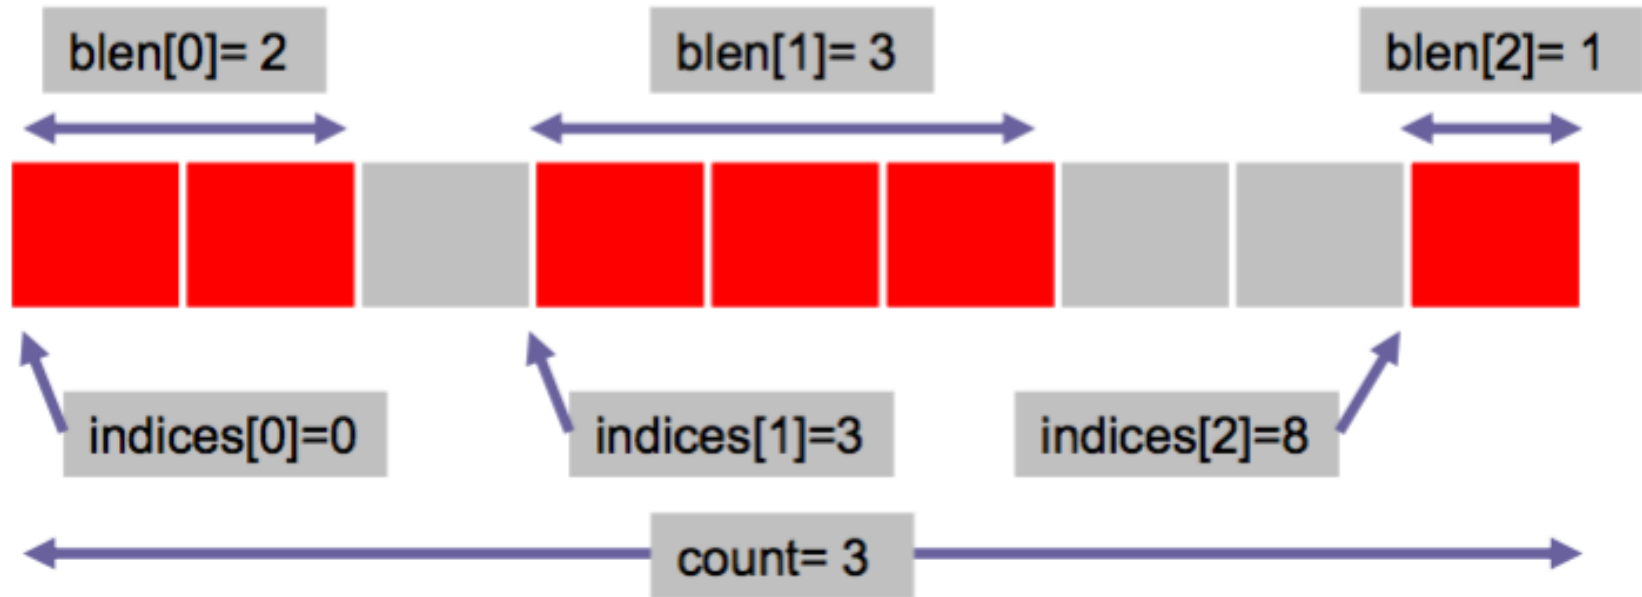 blen[0]= 2
blen[1]= 3
blen[2]= 1
indices[0]=0
indices[1]=3
indices[2]=8
count= 3